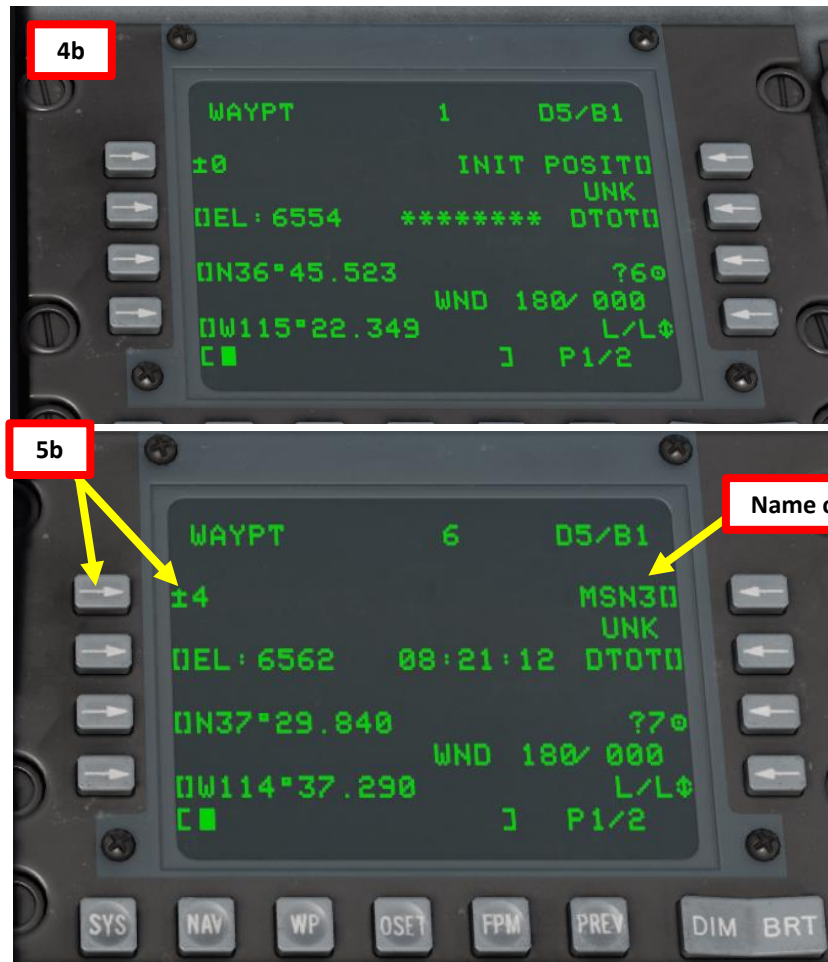 4b
WAYPT 1 D5/B1
±0 INIT POSIT[]
UNK
[]EL:6554 ******** DTOT[]
[]N36°45.523 ?6⊙
WND 180/ 000
[]W115°22.349 L/L↕
[█ ] P1/2
5b
Name o
WAYPT 6 D5/B1
±4 MSN3[]
UNK
[]EL:6562 08:21:12 DTOT[]
[]N37°29.840 ?7⊙
WND 180/ 000
[]W114°37.290 L/L↕
[█ ] P1/2
SYS NAV WP OSET FPM PREV DIM BRT